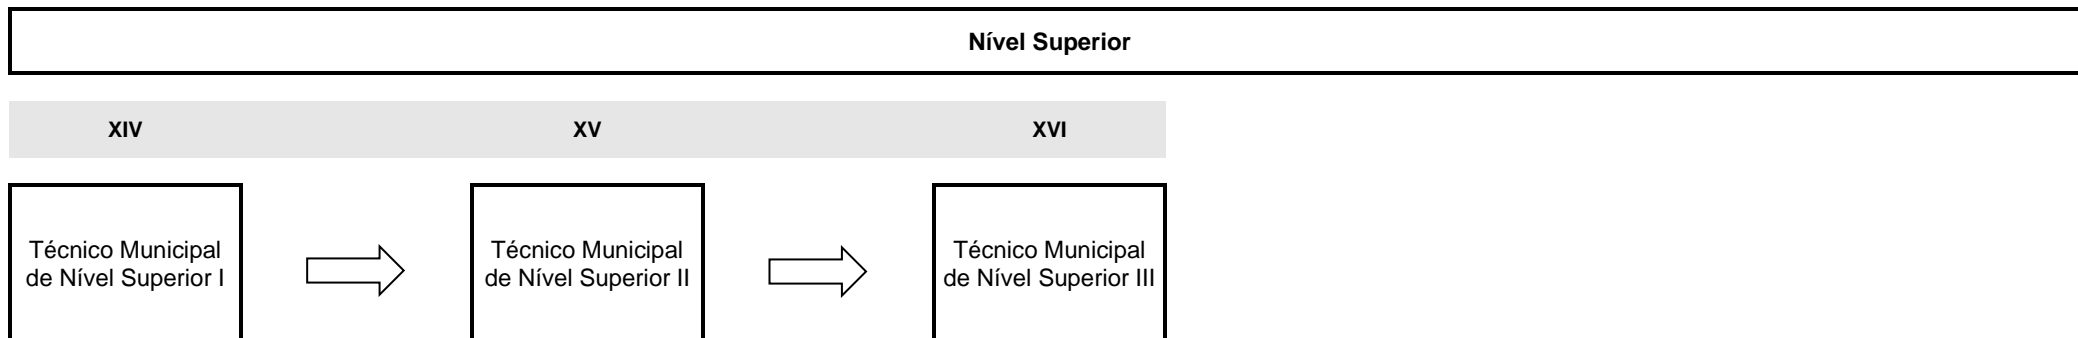 Nível Superior
XIV XV XVI
Técnico Municipal
de Nível Superior I
Técnico Municipal
de Nível Superior II
Técnico Municipal
de Nível Superior III